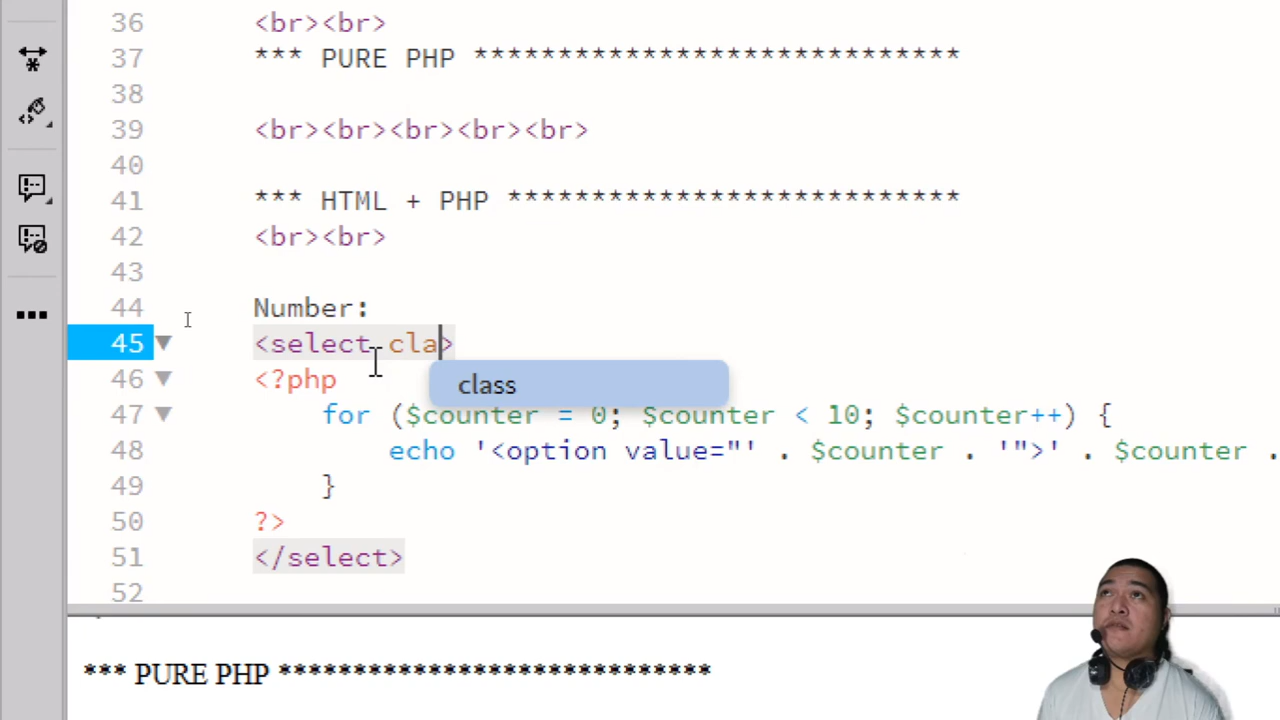 36 <br><br>
37 *** PURE PHP *****************************
38
39 <br><br><br><br><br>
40
41 *** HTML + PHP ***************************
42 <br><br>
43
44 Number:
45 <select cla>
class
46 <?php
47 for ($counter = 0; $counter < 10; $counter++) {
48 echo '<option value="' . $counter . '">' . $counter .
49 }
50 ?>
51 </select>
52
*** PURE PHP *****************************